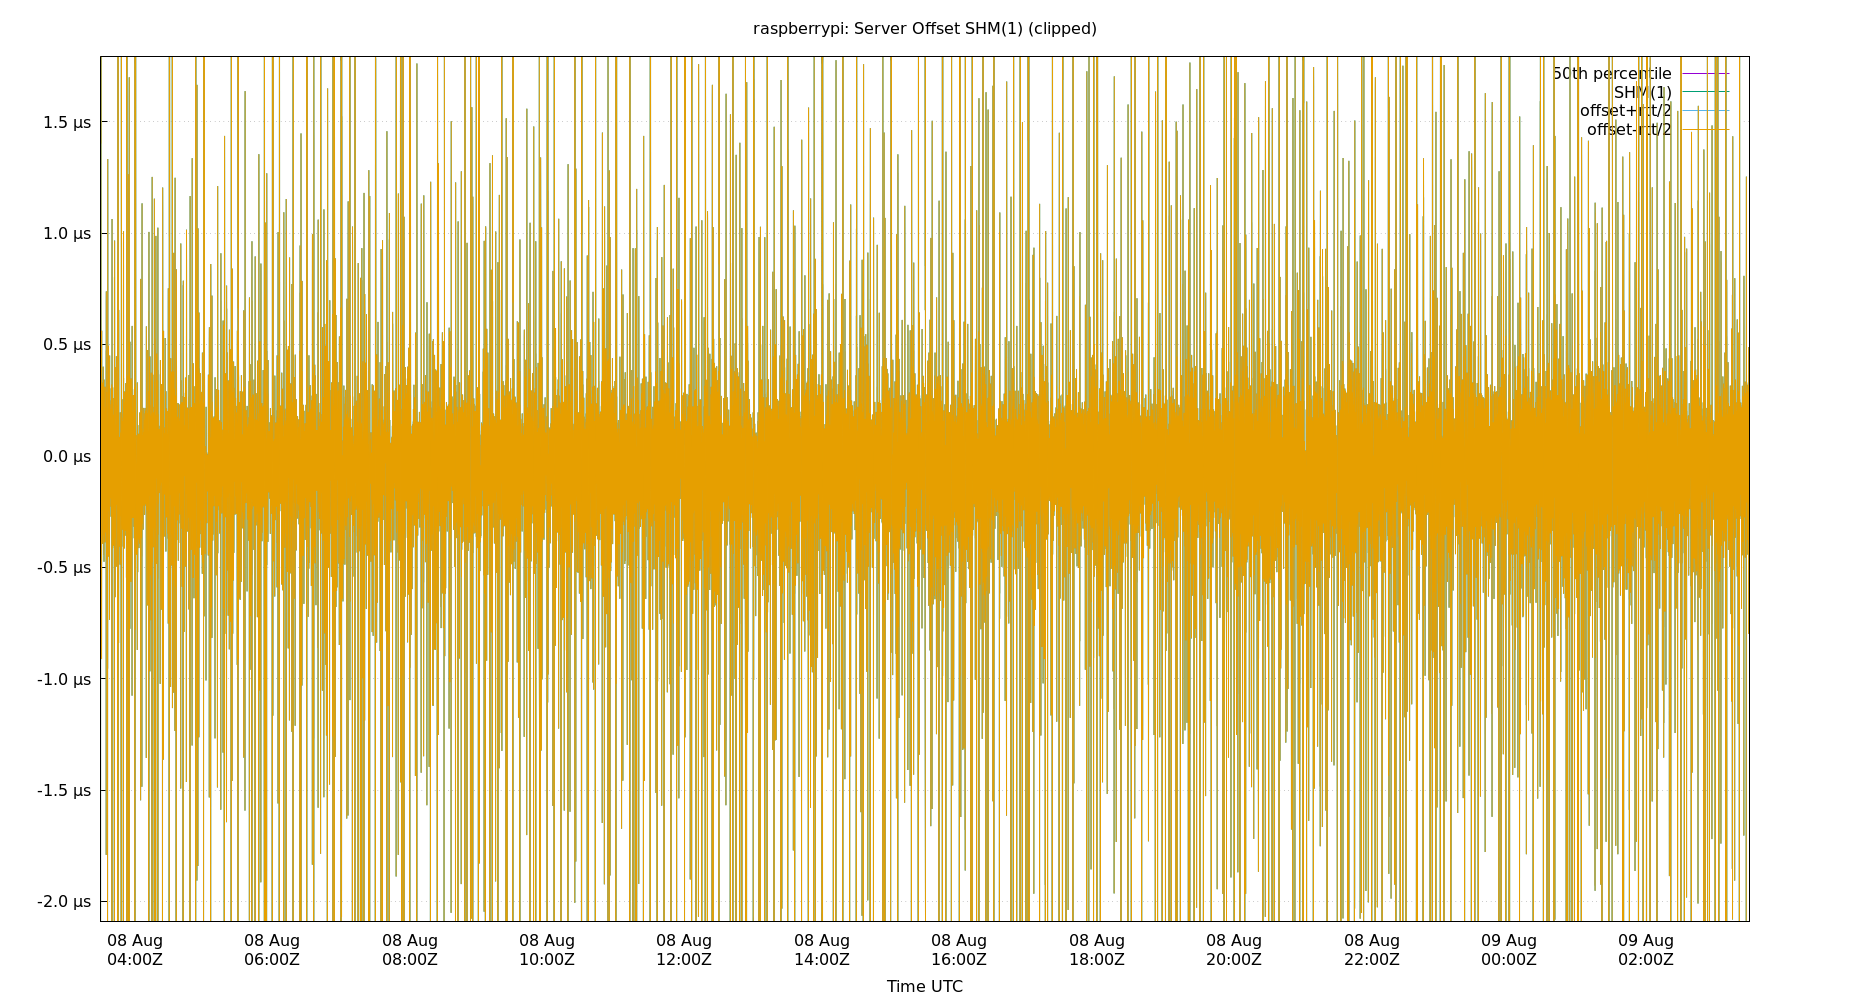 raspberrypi: Server Offset SHM(1) (clipped)
50th percentile
SHM(1)
offset+rtt/2
offset-rtt/2
1.5 µs
1.0 µs
0.5 µs
0.0 µs
-0.5 µs
-1.0 µs
-1.5 µs
-2.0 µs
08 Aug 08 Aug 08 Aug 08 Aug 08 Aug 08 Aug 08 Aug 08 Aug 08 Aug 08 Aug 09 Aug 09 Aug
04:00Z 06:00Z 08:00Z 10:00Z 12:00Z 14:00Z 16:00Z 18:00Z 20:00Z 22:00Z 00:00Z 02:00Z
Time UTC